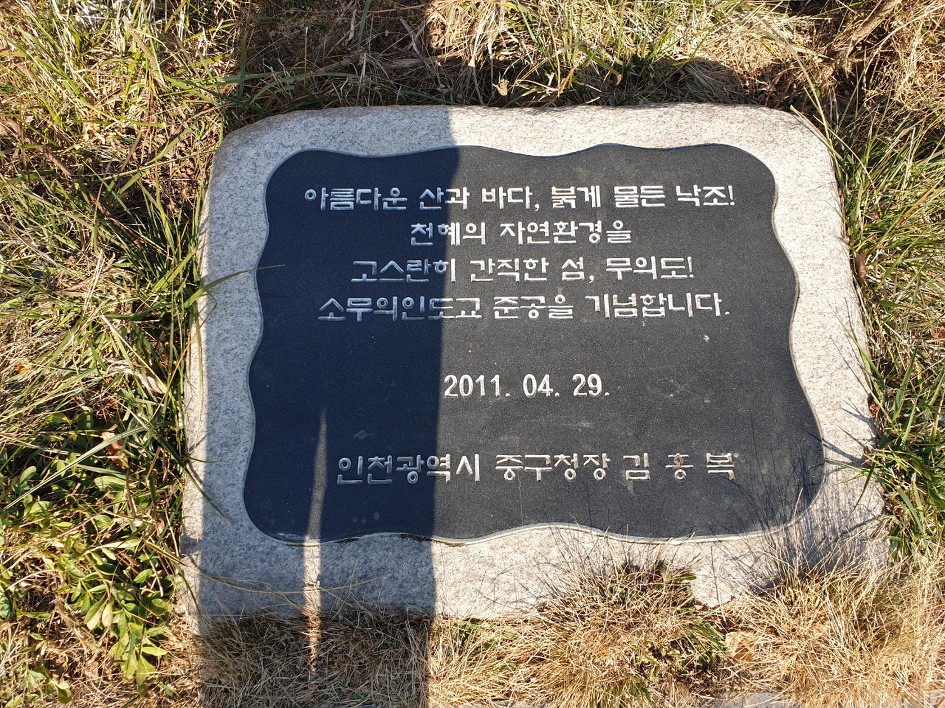 아름다운 산과 바다, 붉게 물든 낙조!
천혜의 자연환경을
고스란히 간직한 섬, 무의도!
소무의인도교 준공을 기념합니다.
2011. 04. 29.
인천광역시 중구청장 김 홍 복